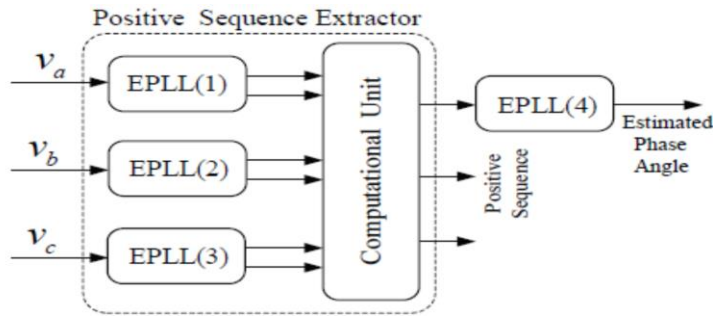 Positive Sequence Extractor
v_a
EPLL(1)
v_b
EPLL(2)
v_c
EPLL(3)
Computational Unit
EPLL(4)
Estimated
Phase
Angle
Positive
Sequence